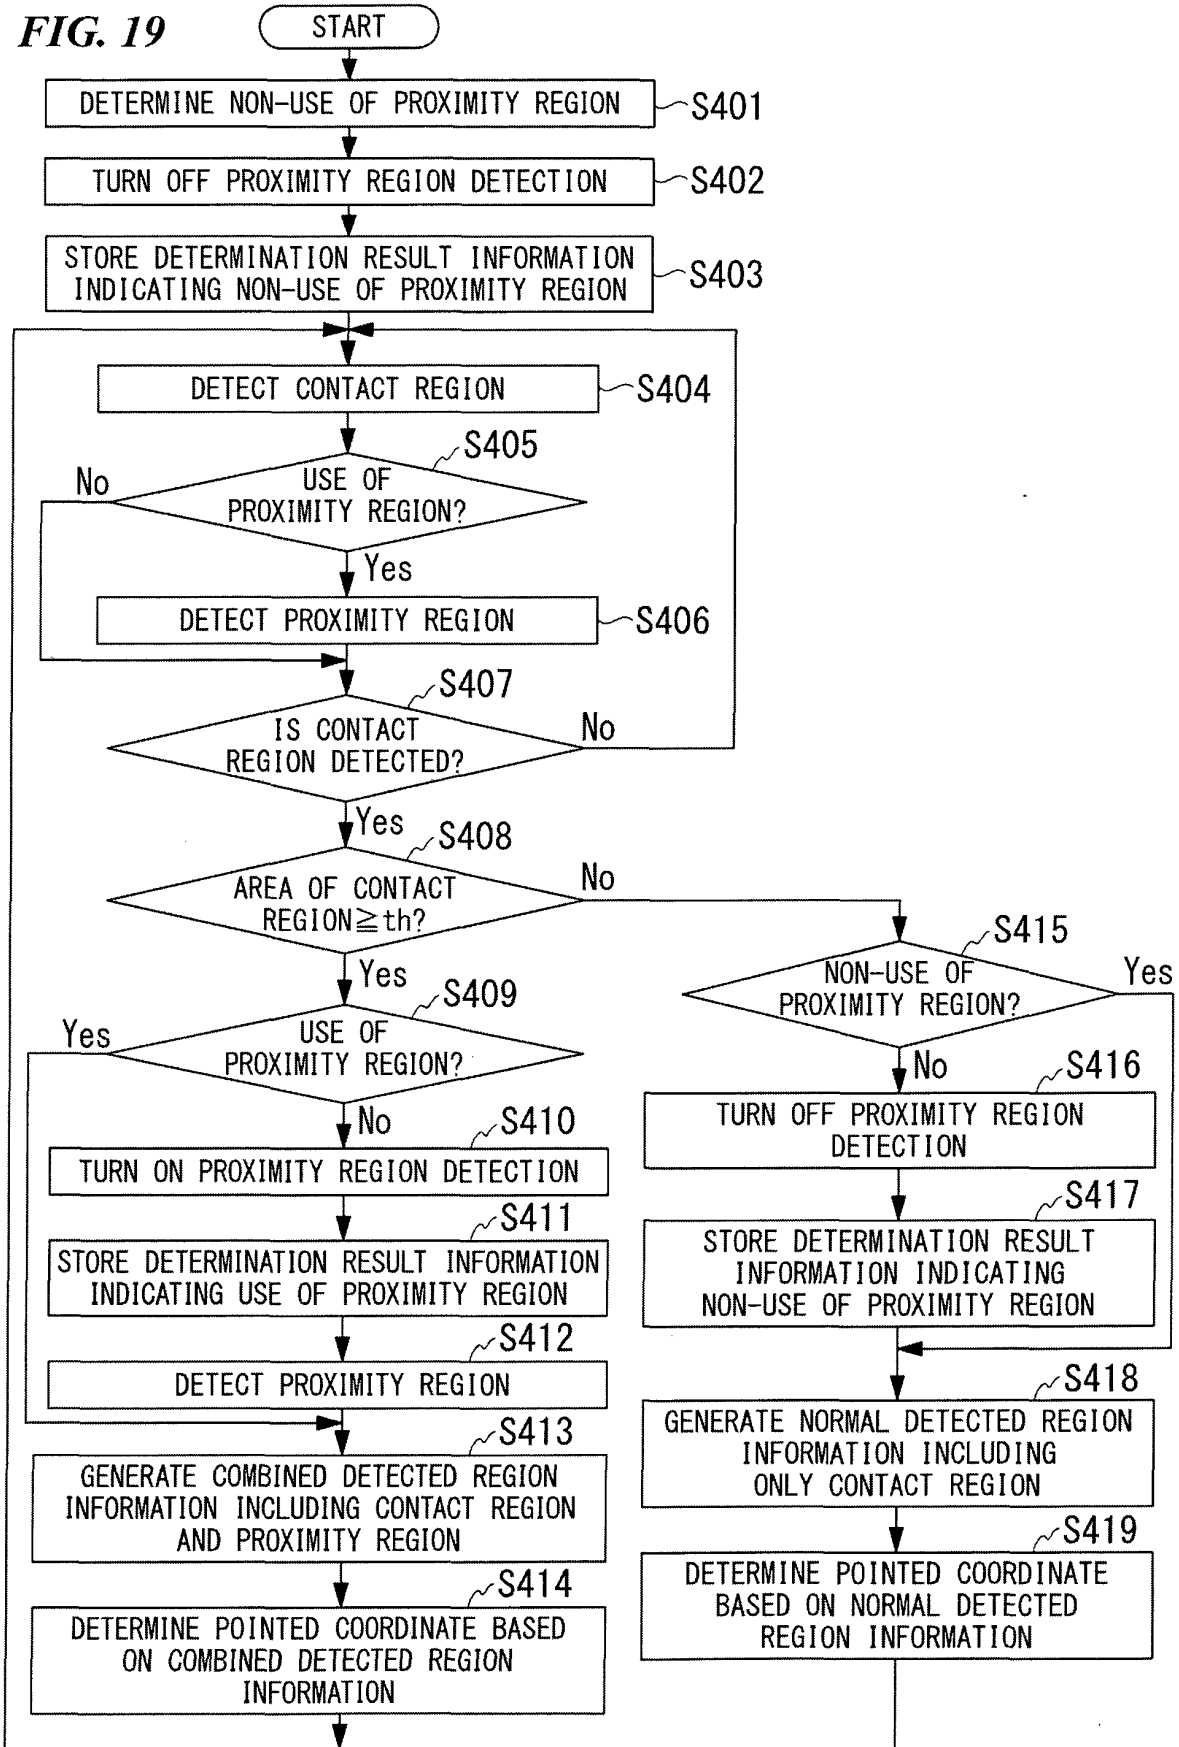 FIG. 19
START
DETERMINE NON-USE OF PROXIMITY REGION
S401
TURN OFF PROXIMITY REGION DETECTION
S402
STORE DETERMINATION RESULT INFORMATION
INDICATING NON-USE OF PROXIMITY REGION
S403
DETECT CONTACT REGION
S404
S405
No
USE OF
PROXIMITY REGION?
Yes
DETECT PROXIMITY REGION
S406
S407
IS CONTACT
REGION DETECTED?
No
Yes
S408
AREA OF CONTACT
REGION≧th?
No
Yes
S409
Yes
USE OF
PROXIMITY REGION?
No
S410
TURN ON PROXIMITY REGION DETECTION
S411
STORE DETERMINATION RESULT INFORMATION
INDICATING USE OF PROXIMITY REGION
S412
DETECT PROXIMITY REGION
S413
GENERATE COMBINED DETECTED REGION
INFORMATION INCLUDING CONTACT REGION
AND PROXIMITY REGION
S414
DETERMINE POINTED COORDINATE BASED
ON COMBINED DETECTED REGION
INFORMATION
S415
NON-USE OF
PROXIMITY REGION?
Yes
No
S416
TURN OFF PROXIMITY REGION
DETECTION
S417
STORE DETERMINATION RESULT
INFORMATION INDICATING
NON-USE OF PROXIMITY REGION
S418
GENERATE NORMAL DETECTED REGION
INFORMATION INCLUDING
ONLY CONTACT REGION
S419
DETERMINE POINTED COORDINATE
BASED ON NORMAL DETECTED
REGION INFORMATION